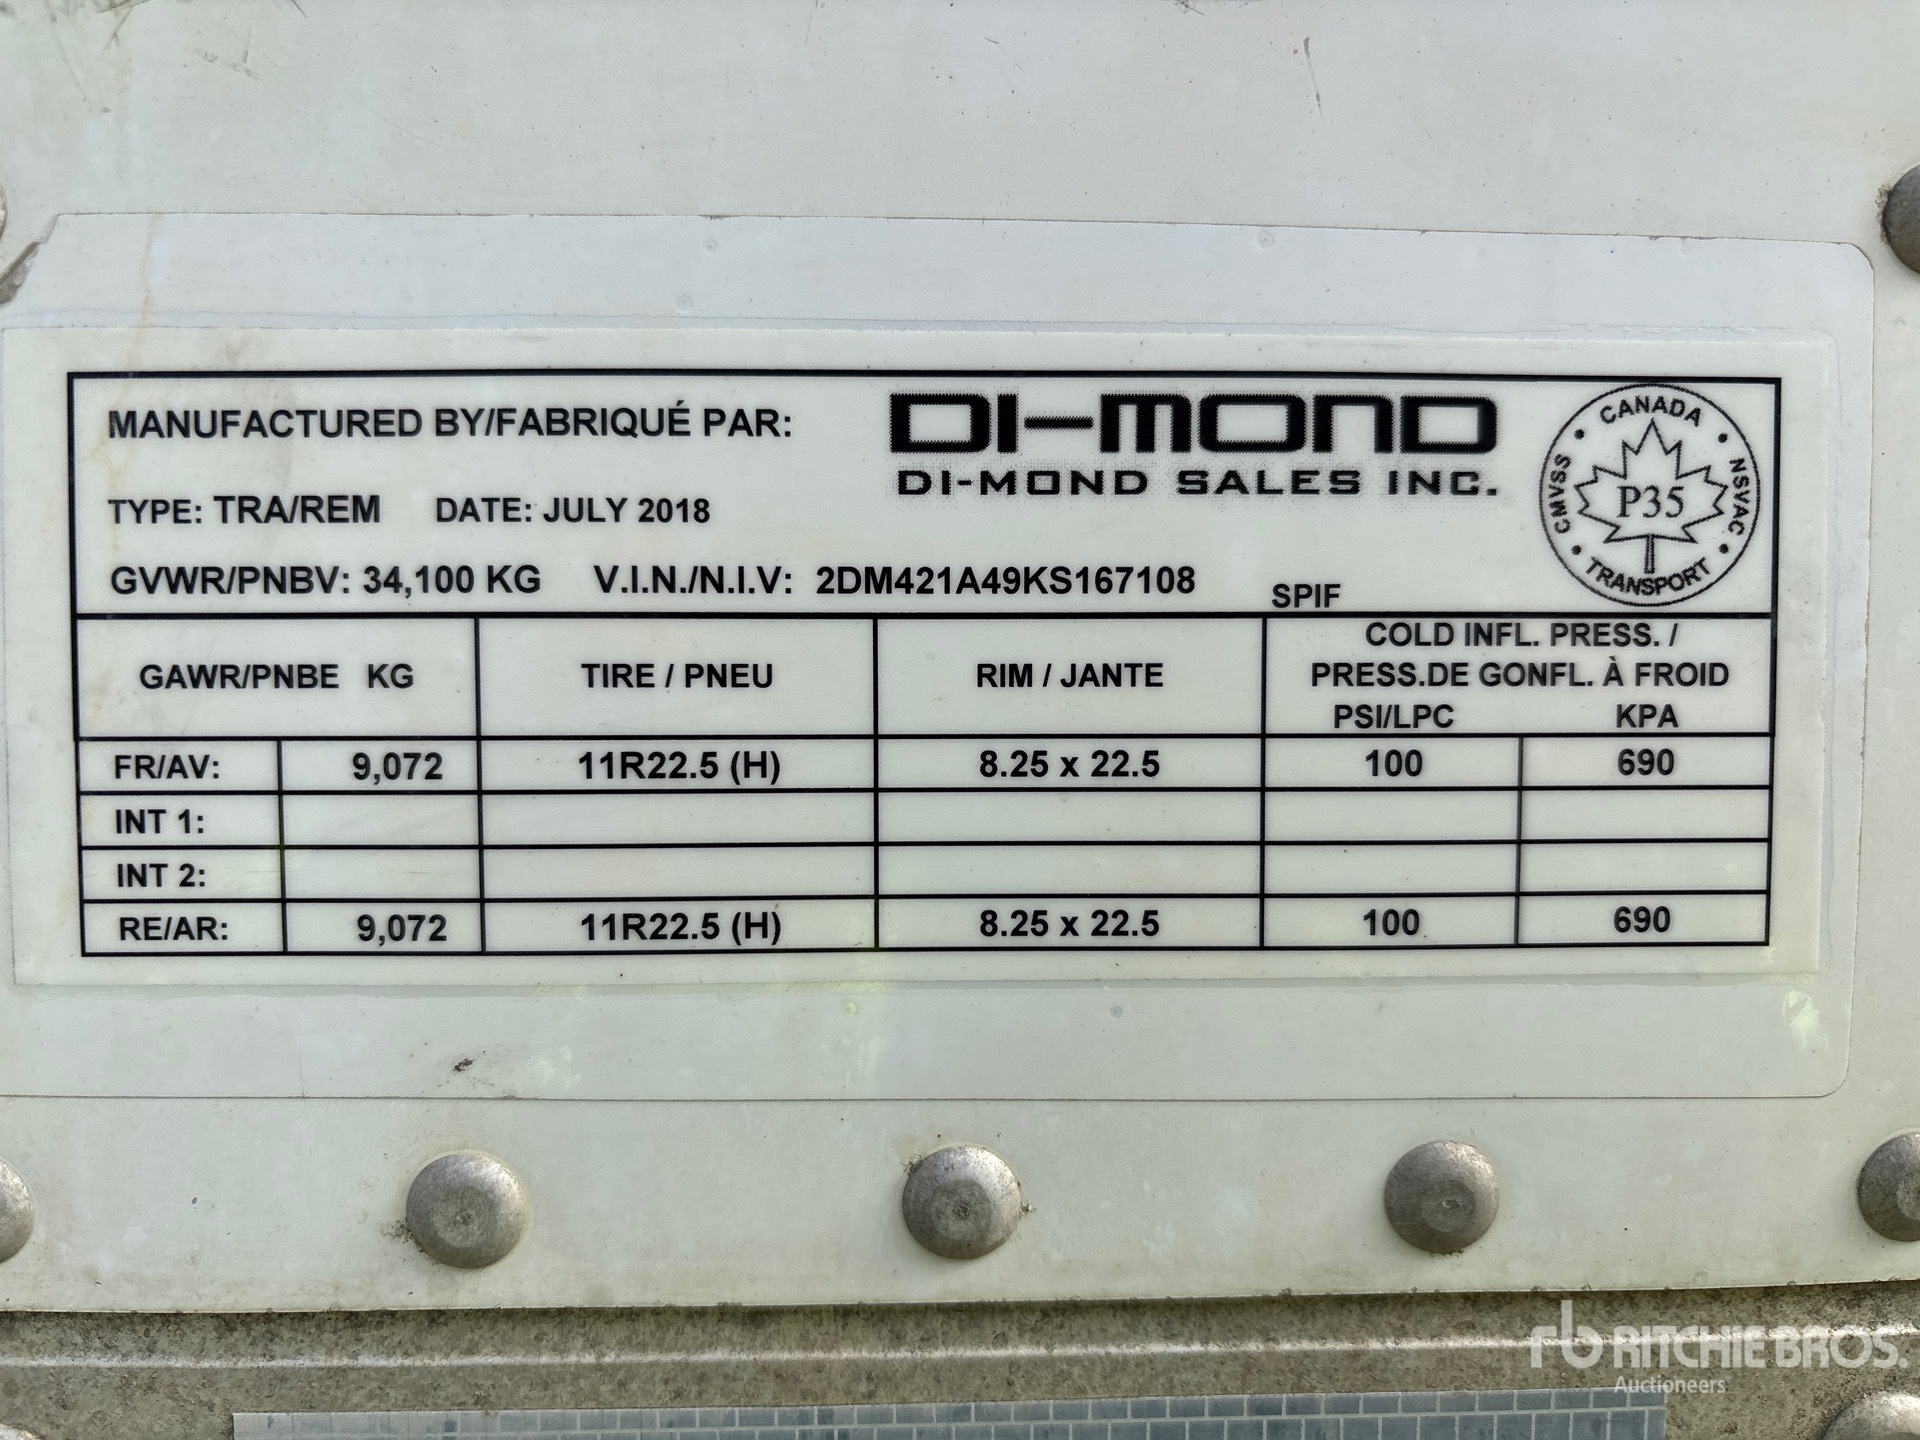 MANUFACTURED BY/FABRIQUÉ PAR:
DI-MOND
DI-MOND SALES INC.
TYPE: TRA/REM DATE: JULY 2018
GVWR/PNBV: 34,100 KG V.I.N./N.I.V: 2DM421A49KS167108 SPIF
CANADA • NSVAC • TRANSPORT • CMVSS •
P35
GAWR/PNBE KG TIRE / PNEU RIM / JANTE COLD INFL. PRESS. /
PRESS.DE GONFL. À FROID
PSI/LPC KPA
FR/AV: 9,072 11R22.5 (H) 8.25 x 22.5 100 690
INT 1:
INT 2:
RE/AR: 9,072 11R22.5 (H) 8.25 x 22.5 100 690
rb RITCHIE BROS.
Auctioneers